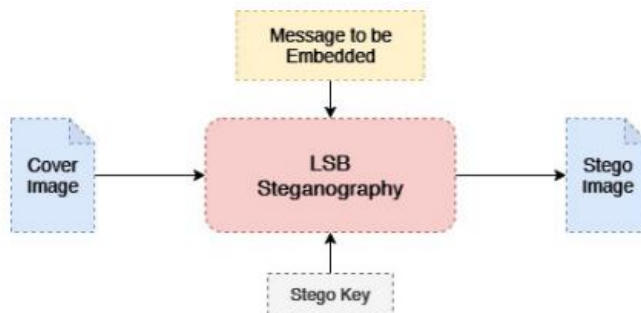 Message to be
Embedded
Cover
Image
LSB
Steganography
Stego
Image
Stego Key